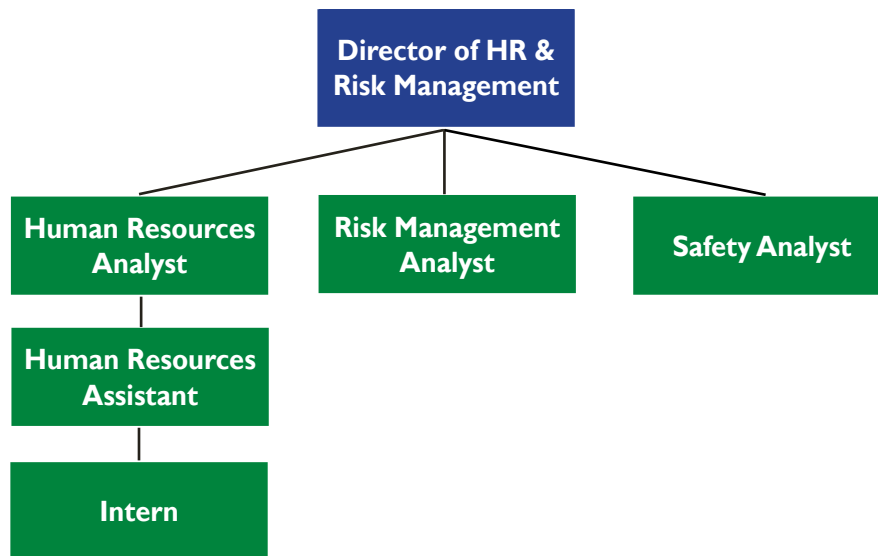 Director of HR &
Risk Management
Human Resources
Analyst
Risk Management
Analyst
Safety Analyst
Human Resources
Assistant
Intern